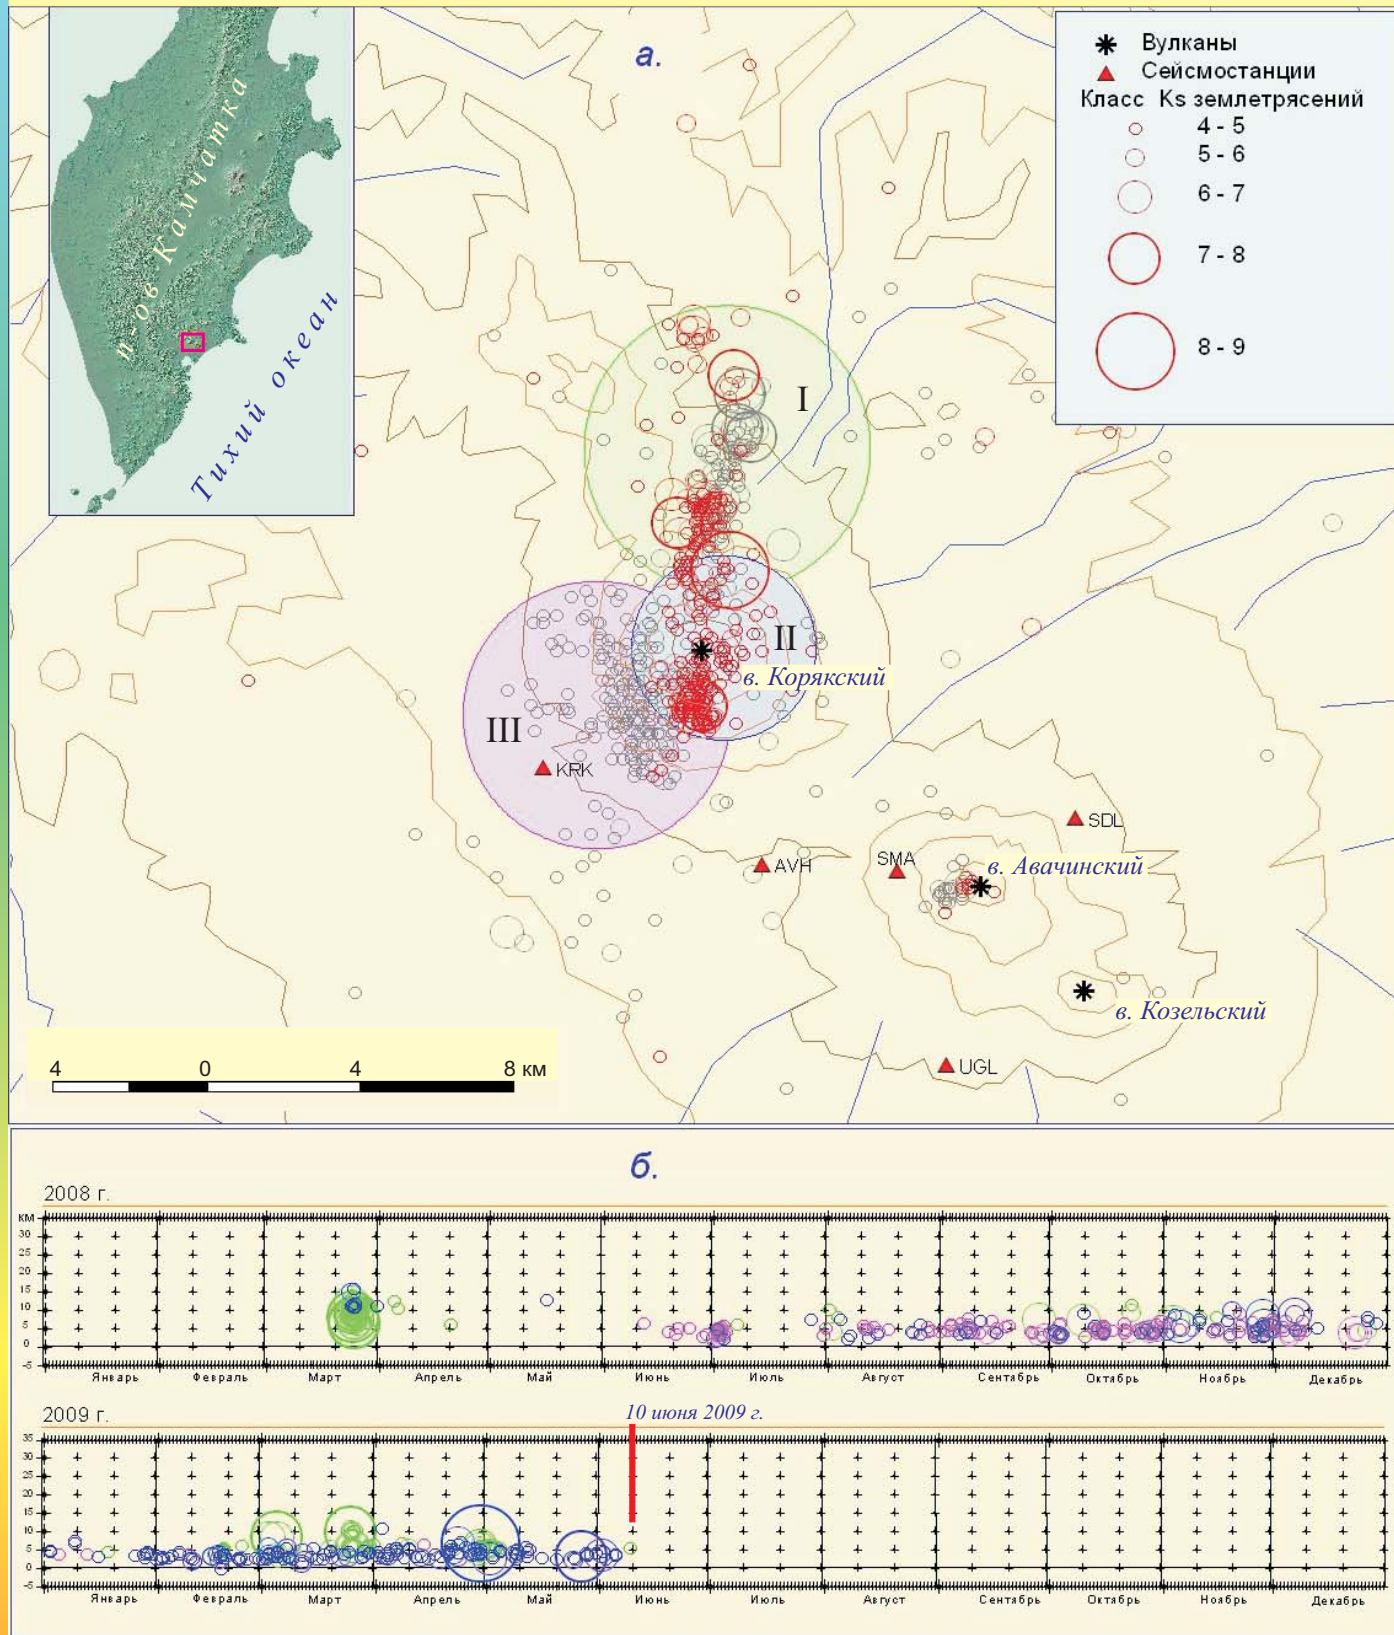 а.
п-ов Камчатка
Тихий океан
Вулканы
Сейсмостанции
Класс Ks землетрясений
4 - 5
5 - 6
6 - 7
7 - 8
8 - 9
I
II
в. Корякский
III
KRK
SDL
AVH
SMA
в. Авачинский
в. Козельский
UGL
4 0 4 8 км
б.
2008 г.
км
30
25
20
15
10
5
0
-5
Январь Февраль Март Апрель Май Июнь Июль Август Сентябрь Октябрь Ноябрь Декабрь
2009 г.
10 июня 2009 г.
35
30
25
20
15
10
5
0
-5
Январь Февраль Март Апрель Май Июнь Июль Август Сентябрь Октябрь Ноябрь Декабрь